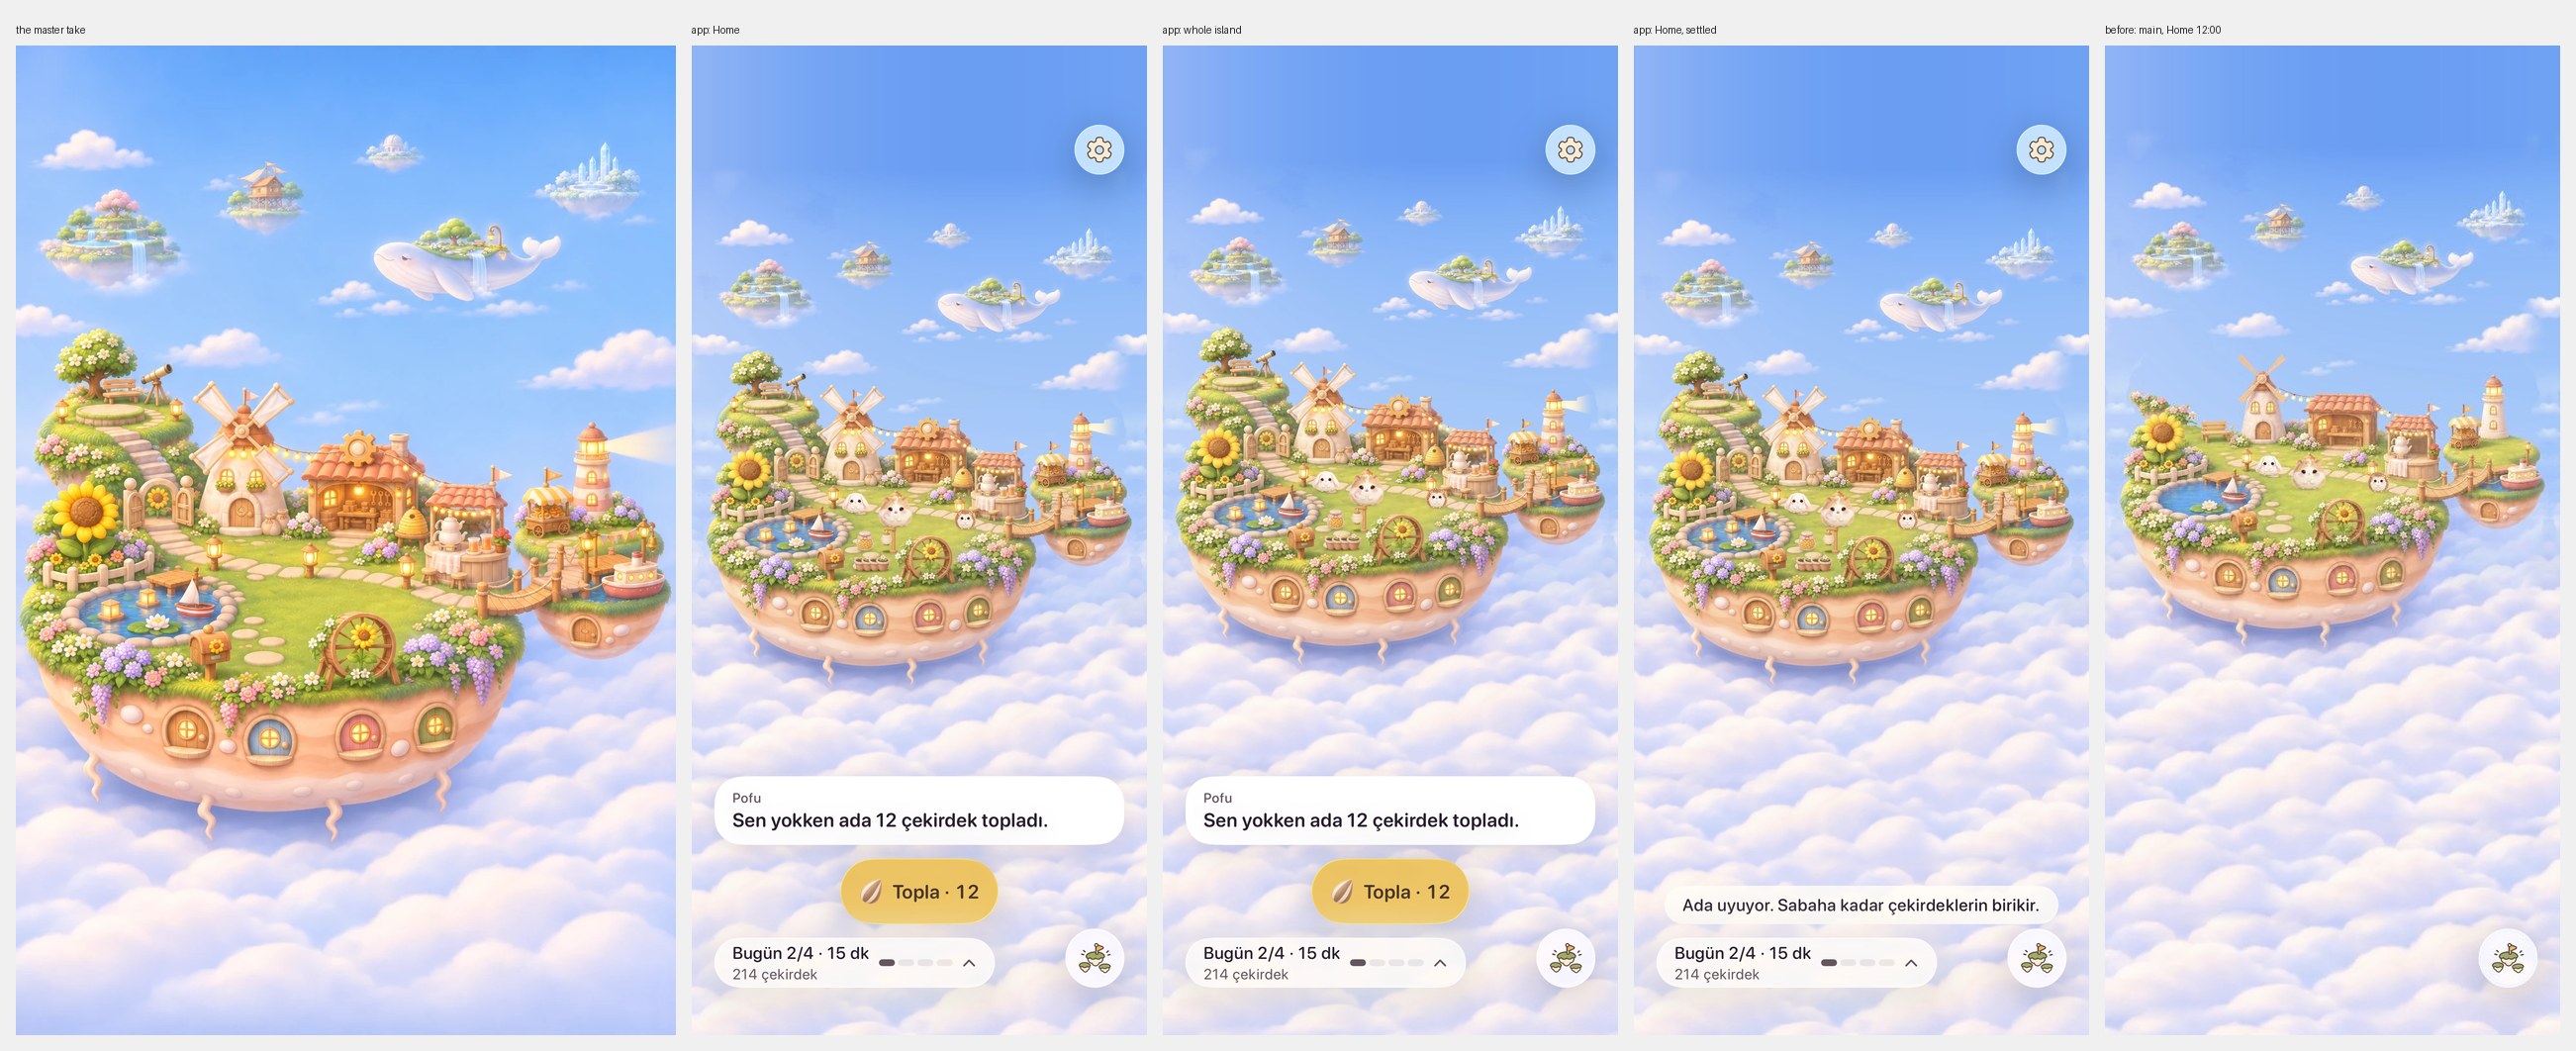 the master take
app: Home
app: whole island
app: Home, settled
before: main, Home 12:00
Pofu
Sen yokken ada 12 çekirdek topladı.
Topla · 12
Bugün 2/4 · 15 dk
214 çekirdek
Pofu
Sen yokken ada 12 çekirdek topladı.
Topla · 12
Bugün 2/4 · 15 dk
214 çekirdek
Ada uyuyor. Sabaha kadar çekirdeklerin birikir.
Bugün 2/4 · 15 dk
214 çekirdek